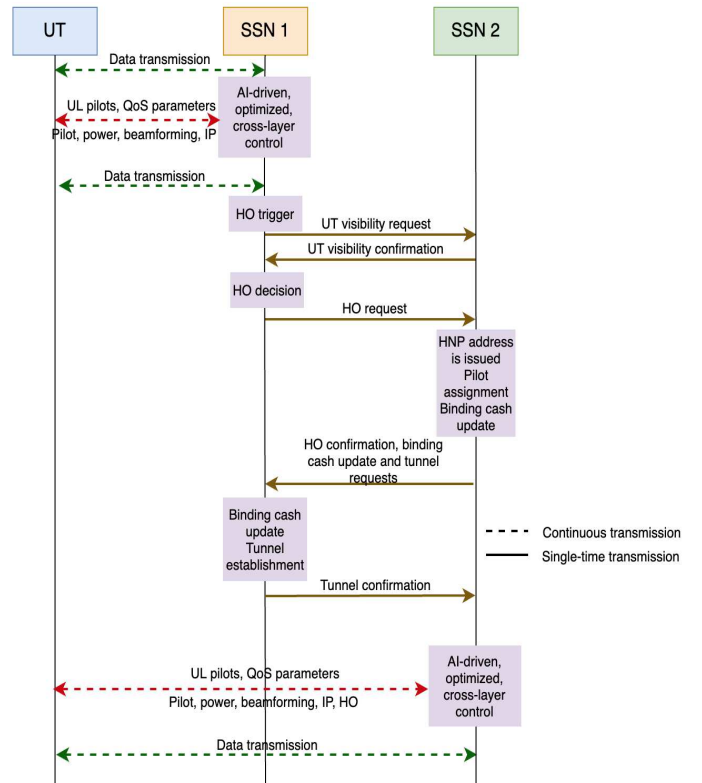 UT
SSN 1
SSN 2
Data transmission
UL pilots, QoS parameters
Pilot, power, beamforming, IP
AI-driven,
optimized,
cross-layer
control
Data transmission
HO trigger
UT visibility request
UT visibility confirmation
HO decision
HO request
HNP address
is issued
Pilot
assignment
Binding cash
update
HO confirmation, binding
cash update and tunnel
requests
Binding cash
update
Tunnel
establishment
Continuous transmission
Single-time transmission
Tunnel confirmation
UL pilots, QoS parameters
Pilot, power, beamforming, IP, HO
AI-driven,
optimized,
cross-layer
control
Data transmission